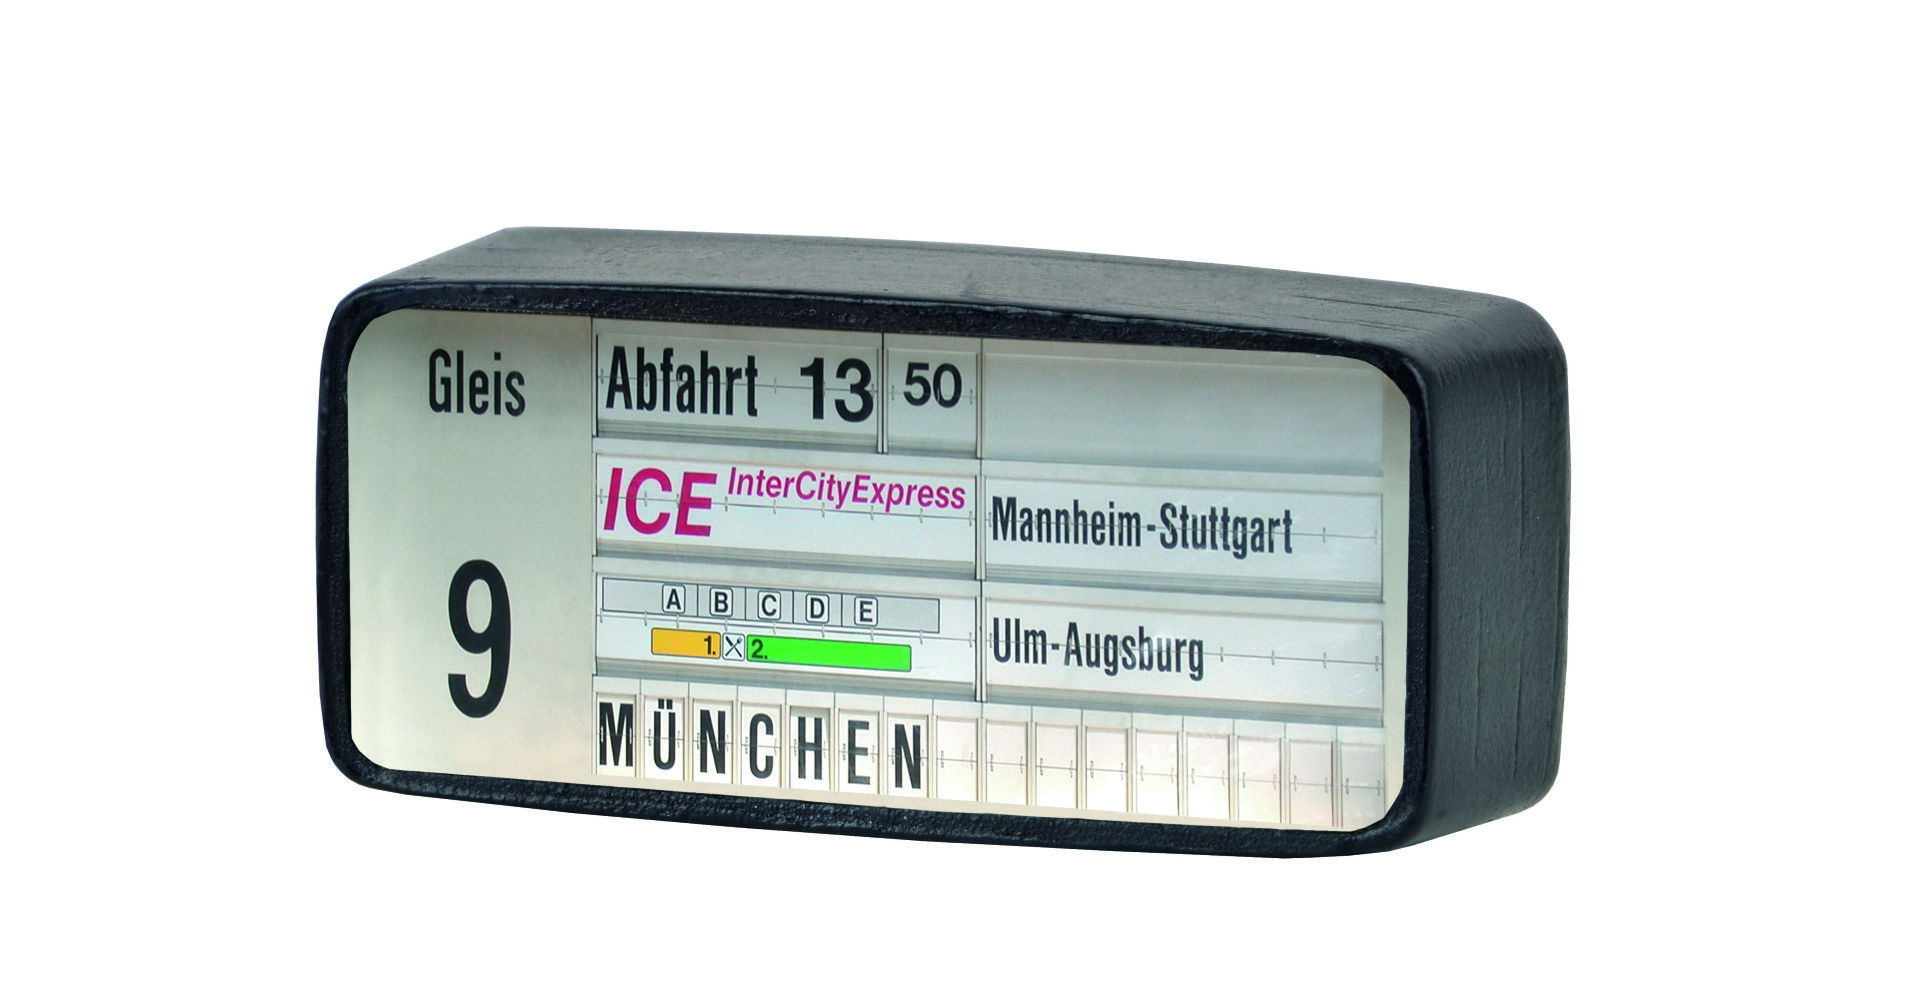 Gleis
9
Abfahrt 13 50
ICE InterCityExpress
Mannheim-Stuttgart
A B C D E
1. 2.
Ulm-Augsburg
MÜNCHEN